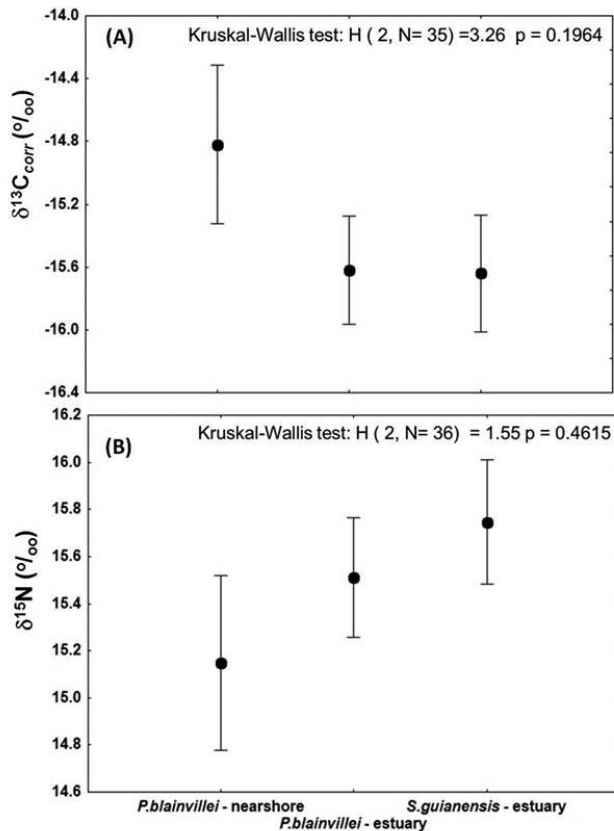 (A) Kruskal-Wallis test: H ( 2, N= 35) =3.26 p = 0.1964
δ¹³Ccorr (º/oo)
-14.0
-14.4
-14.8
-15.2
-15.6
-16.0
-16.4
(B) Kruskal-Wallis test: H ( 2, N= 36) = 1.55 p = 0.4615
δ¹⁵N (º/oo)
16.2
16.0
15.8
15.6
15.4
15.2
15.0
14.8
14.6
P.blainvillei - nearshore
P.blainvillei - estuary
S.guianensis - estuary